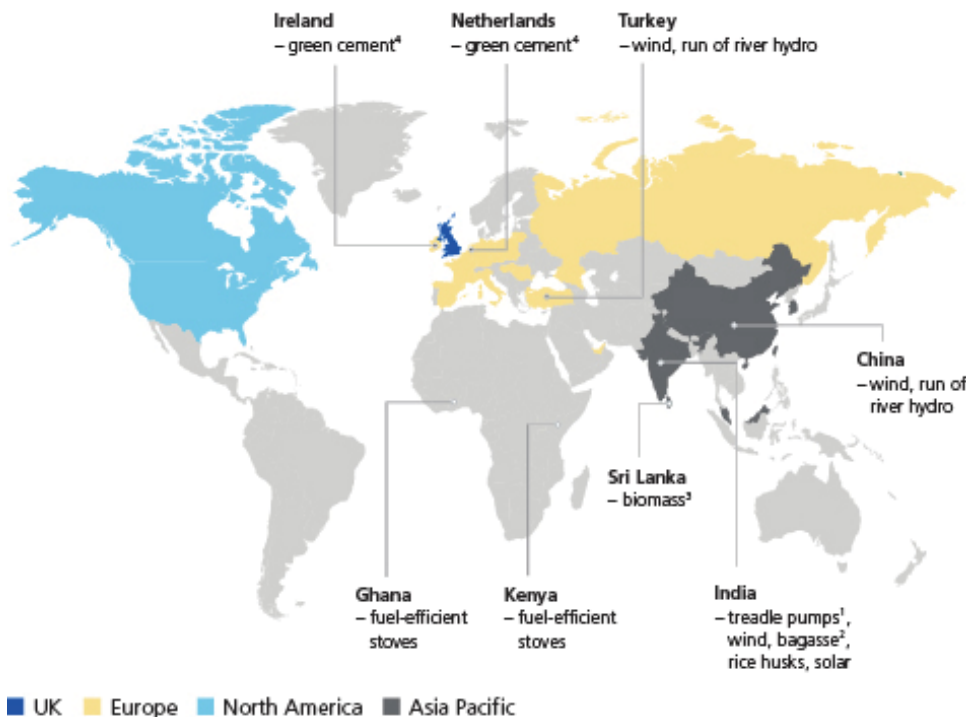 Ireland
– green cement⁴
Netherlands
– green cement⁴
Turkey
– wind, run of river hydro
China
– wind, run of
river hydro
Sri Lanka
– biomass³
Ghana
– fuel-efficient
stoves
Kenya
– fuel-efficient
stoves
India
– treadle pumps¹,
wind, bagasse²,
rice husks, solar
UK Europe North America Asia Pacific